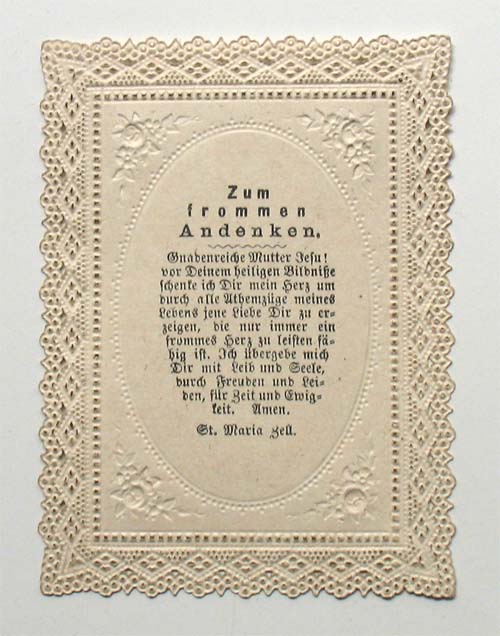 Zum
frommen
Andenken.
Gnadenreiche Mutter Jesu!
vor Deinem heiligen Bildniße
schenke ich Dir mein Herz um
durch alle Athemzüge meines
Lebens jene Liebe Dir zu er-
zeigen, die nur immer ein
frommes Herz zu leisten fä-
hig ist. Ich übergebe mich
Dir mit Leib und Seele,
durch Freuden und Lei-
den, für Zeit und Ewig-
keit. Amen.
St. Maria Zell.